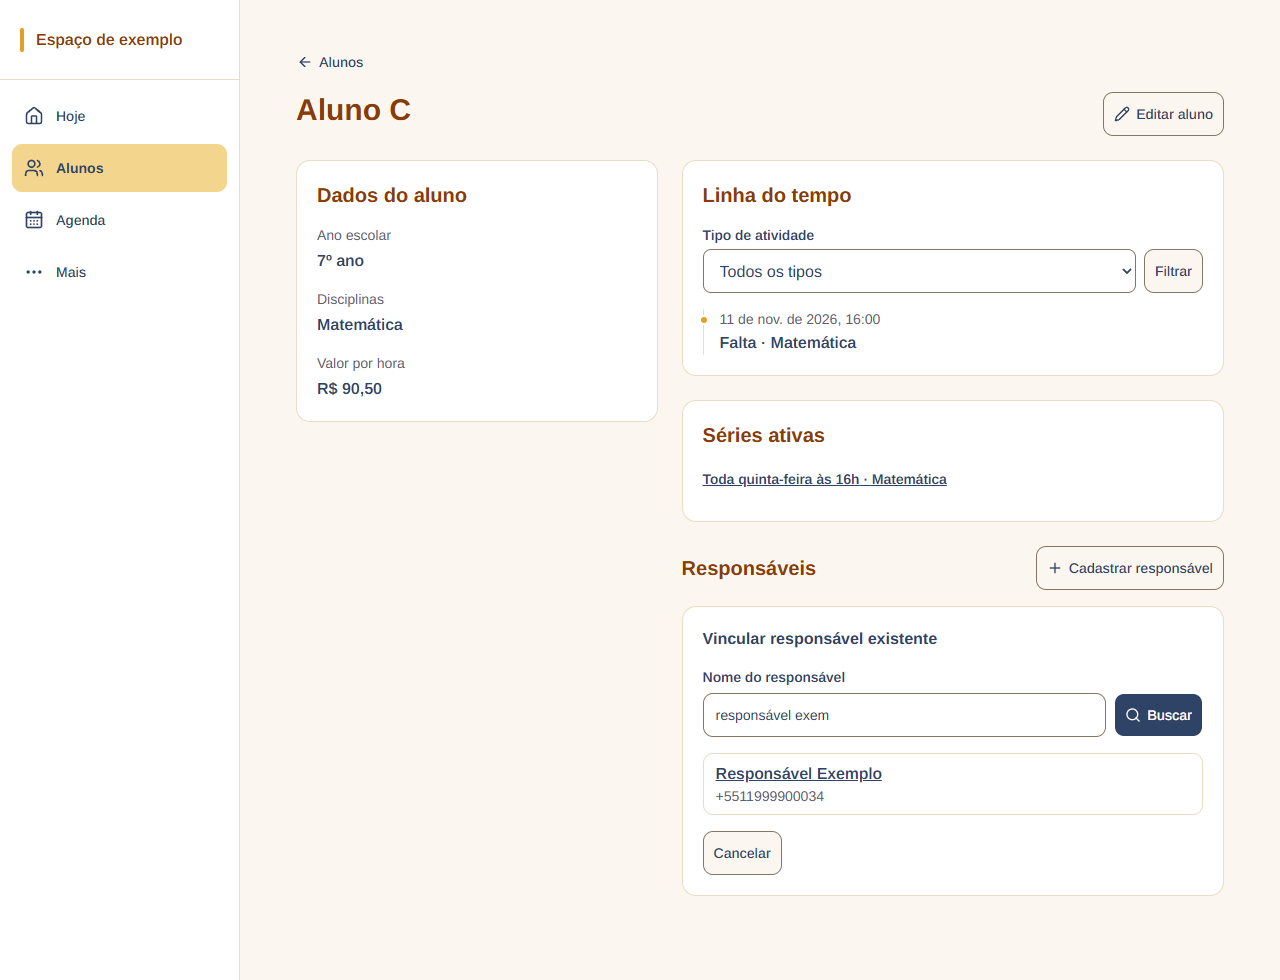 Espaço de exemplo
Hoje
Alunos
Agenda
Mais
Alunos
Aluno C
Editar aluno
Dados do aluno
Ano escolar
7º ano
Disciplinas
Matemática
Valor por hora
R$ 90,50
Linha do tempo
Tipo de atividade
Todos os tipos
Filtrar
11 de nov. de 2026, 16:00
Falta · Matemática
Séries ativas
Toda quinta-feira às 16h · Matemática
Responsáveis
Cadastrar responsável
Vincular responsável existente
Nome do responsável
responsável exem
Buscar
Responsável Exemplo
+5511999900034
Cancelar